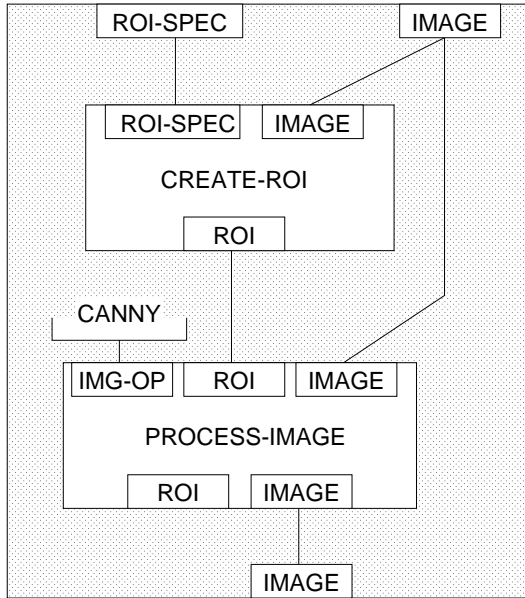 ROI-SPEC IMAGE
ROI-SPEC IMAGE
CREATE-ROI
ROI
CANNY
IMG-OP ROI IMAGE
PROCESS-IMAGE
ROI IMAGE
IMAGE